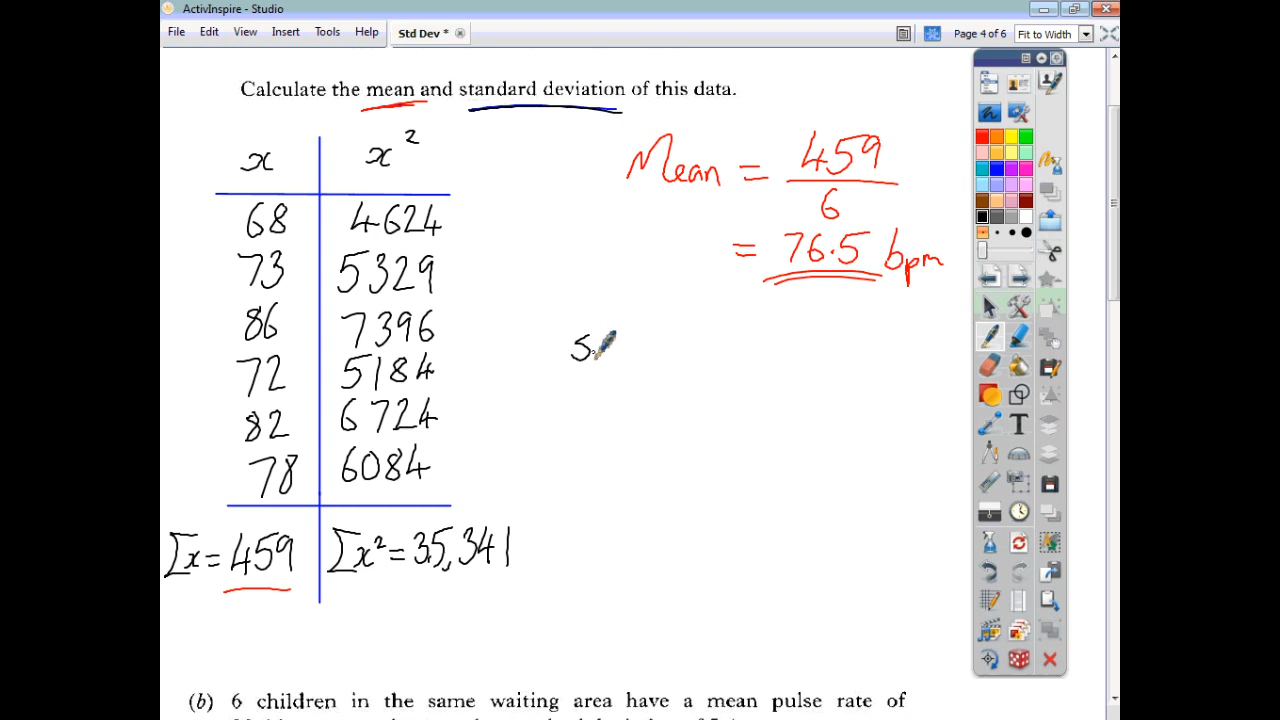 ActivInspire - Studio
File Edit View Insert Tools Help Std Dev * Page 4 of 6 Fit to Width
Calculate the mean and standard deviation of this data.
x x²
68 4624
73 5329
86 7396
72 5184
82 6724
78 6084
Σx = 459 Σx² = 35,341
Mean = 459
6
= 76.5 bpm
S
(b) 6 children in the same waiting area have a mean pulse rate of